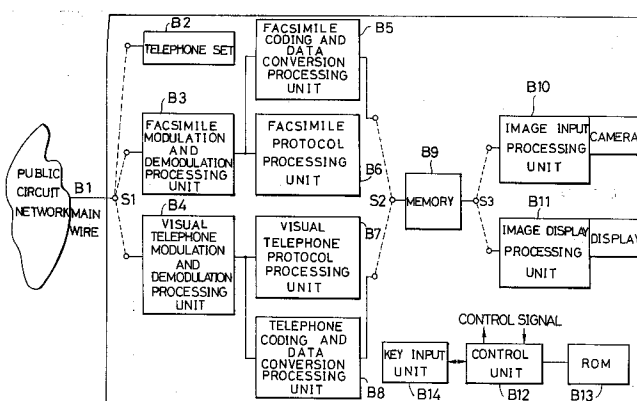 B2
TELEPHONE SET
B3
FACSIMILE
MODULATION
AND
DEMODULATION
PROCESSING
UNIT
B4
VISUAL
TELEPHONE
MODULATION
AND
DEMODULATION
PROCESSING
UNIT
B5
FACSIMILE
CODING AND
DATA
CONVERSION
PROCESSING
UNIT
FACSIMILE
PROTOCOL
PROCESSING
UNIT
B6
B7
VISUAL
TELEPHONE
PROTOCOL
PROCESSING
UNIT
TELEPHONE
CODING AND
DATA
CONVERSION
PROCESSING
UNIT
B8
PUBLIC
CIRCUIT
NETWORK
B1
MAIN
WIRE
S1
S2
B9
MEMORY
S3
B10
IMAGE INPUT
PROCESSING
UNIT
CAMERA
B11
IMAGE DISPLAY
PROCESSING
UNIT
DISPLAY
CONTROL SIGNAL
KEY INPUT
UNIT
B14
CONTROL
UNIT
B12
ROM
B13